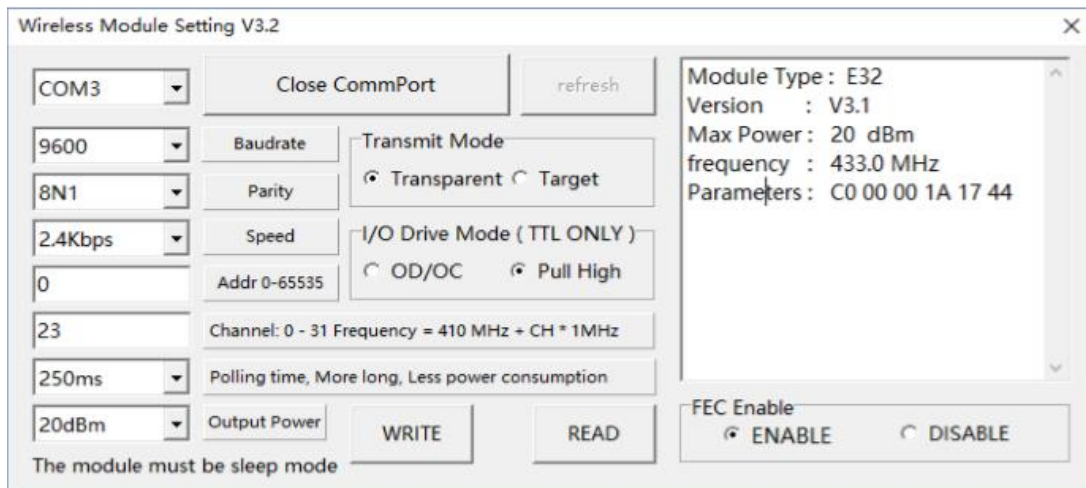 Wireless Module Setting V3.2
COM3 Close CommPort refresh
9600 Baudrate
8N1 Parity
2.4Kbps Speed
0 Addr 0-65535
Transmit Mode
Transparent Target
I/O Drive Mode ( TTL ONLY )
OD/OC Pull High
23 Channel: 0 - 31 Frequency = 410 MHz + CH * 1MHz
250ms Polling time, More long, Less power consumption
20dBm Output Power WRITE READ
The module must be sleep mode
Module Type : E32
Version : V3.1
Max Power : 20 dBm
frequency : 433.0 MHz
Parameters : C0 00 00 1A 17 44
FEC Enable
ENABLE DISABLE